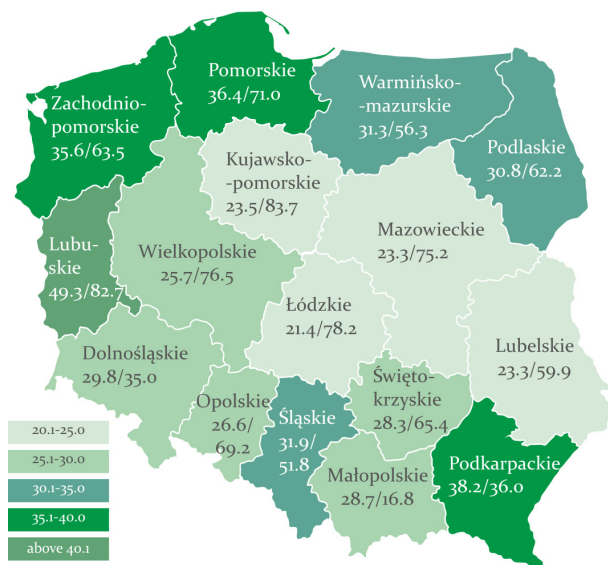 Pomorskie
36.4/71.0
Zachodnio-
pomorskie
35.6/63.5
Warmińsko-
-mazurskie
31.3/56.3
Podlaskie
30.8/62.2
Kujawsko-
-pomorskie
23.5/83.7
Mazowieckie
23.3/75.2
Lubu-
skie
49.3/82.7
Wielkopolskie
25.7/76.5
Łódzkie
21.4/78.2
Lubelskie
23.3/59.9
Dolnośląskie
29.8/35.0
Opolskie
26.6/
69.2
Śląskie
31.9/
51.8
Święto-
krzyskie
28.3/65.4
Małopolskie
28.7/16.8
Podkarpackie
38.2/36.0
20.1-25.0
25.1-30.0
30.1-35.0
35.1-40.0
above 40.1